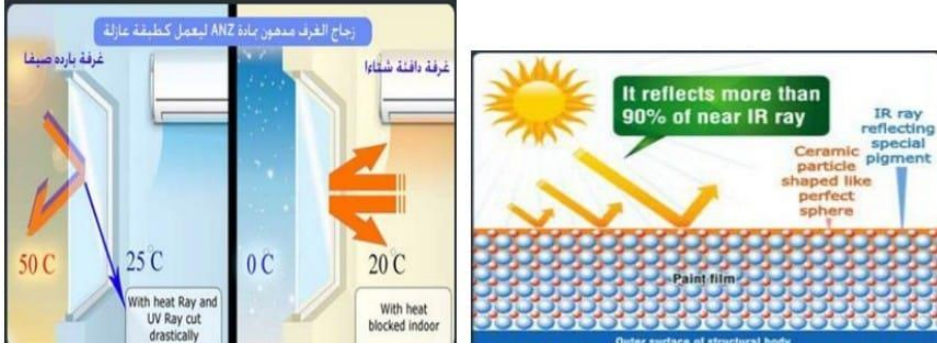 زجاج الغرف مدهون بمادة ANZ ليعمل كطبقة عازلة
غرفة بارده صيفا
50 C
25°C
With heat Ray and
UV Ray cut
drastically
غرفة دافئة شتاءا
0°C
20°C
With heat
blocked indoor
It reflects more than
90% of near IR ray
Ceramic
particle
shaped like
perfect
sphere
IR ray
reflecting
special
pigment
Paint film
Outer surface of structural body